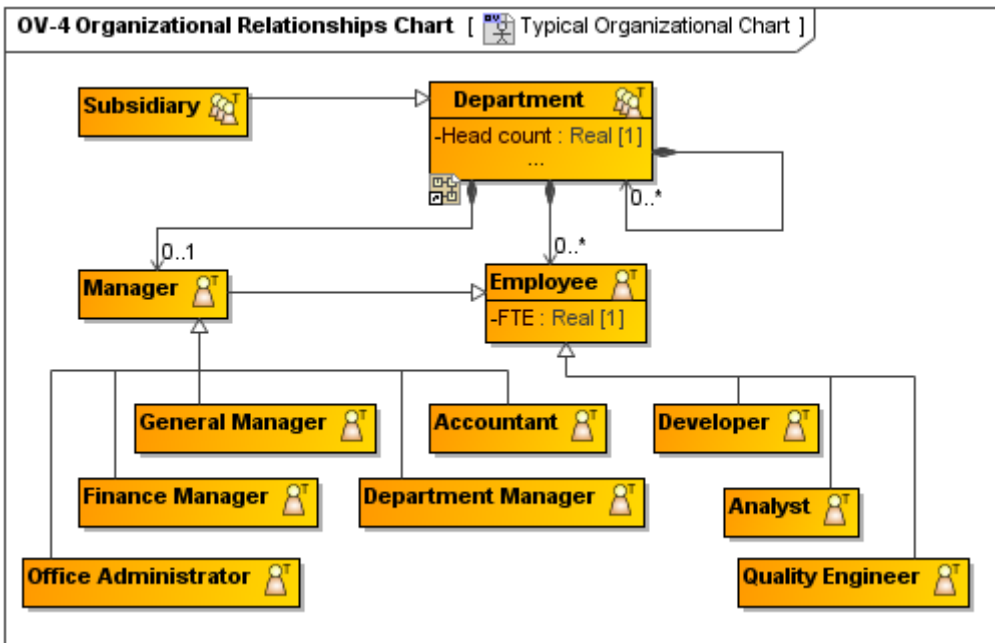 OV-4 Organizational Relationships Chart [ Typical Organizational Chart ]
Subsidiary
Department
-Head count : Real [1]
...
0..*
0..1
0..*
Manager
Employee
-FTE : Real [1]
General Manager
Accountant
Developer
Finance Manager
Department Manager
Analyst
Office Administrator
Quality Engineer